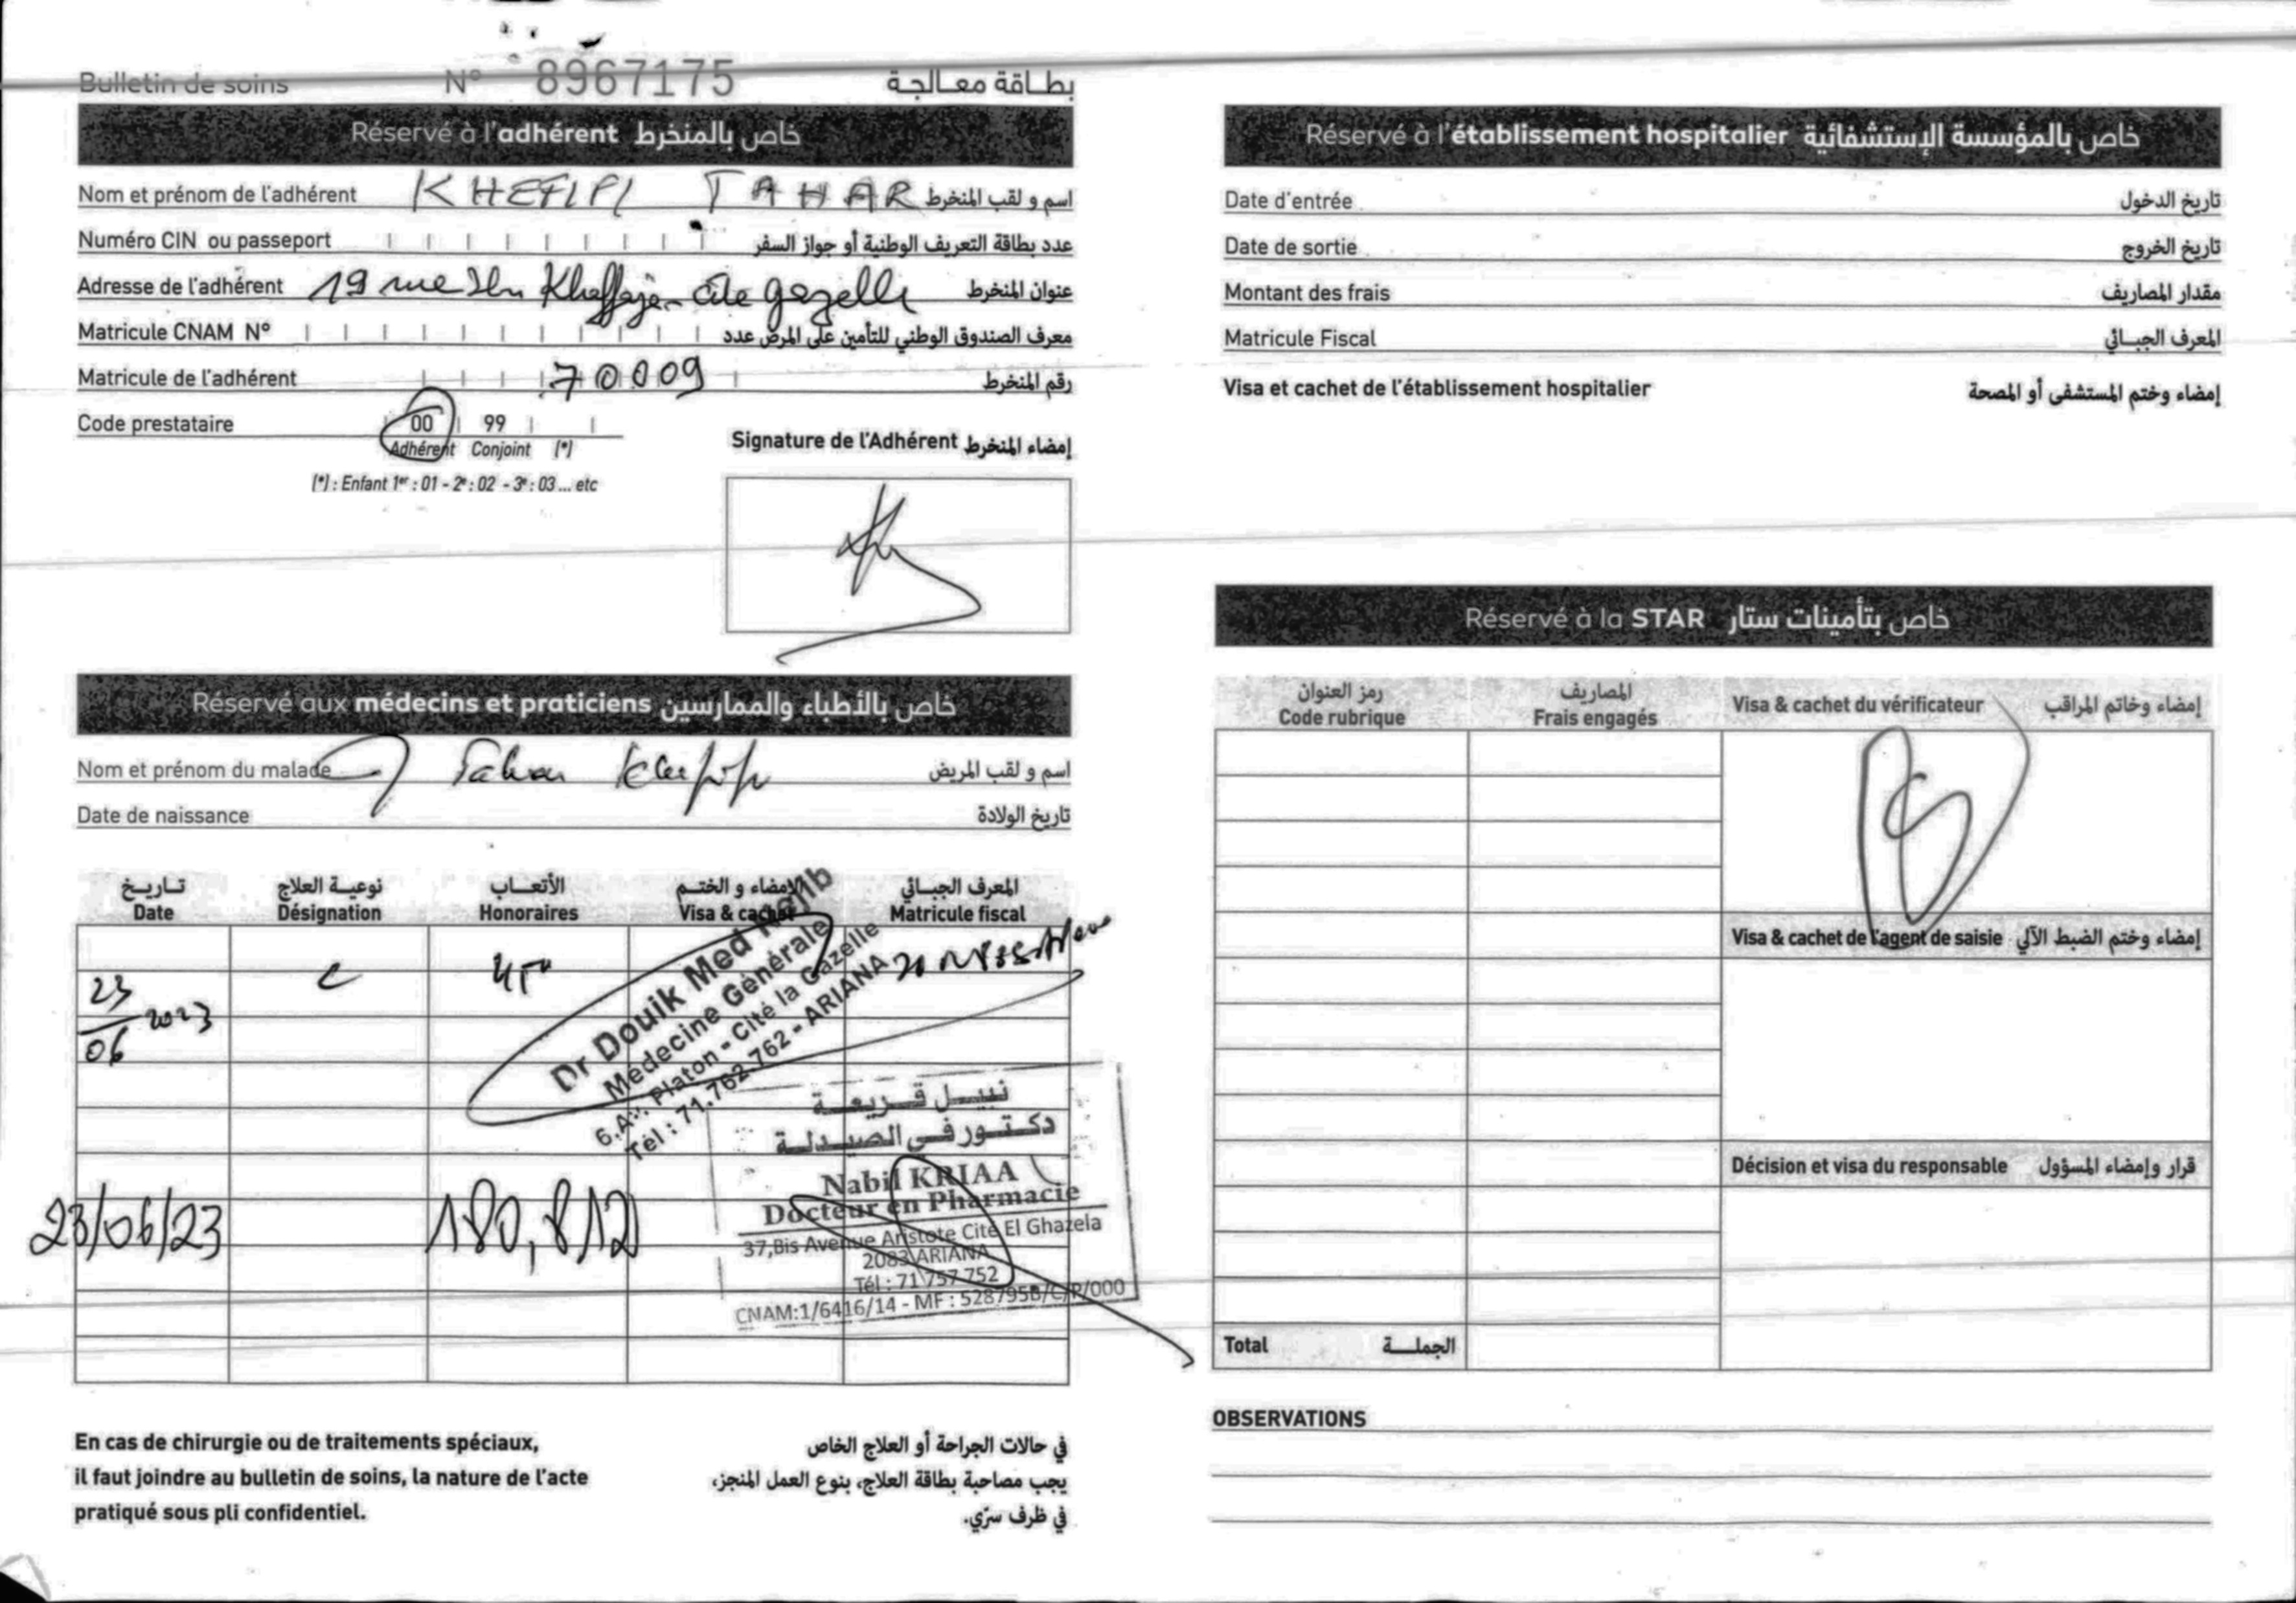 Bulletin de soins N° 8967175 بطاقة معالجة
Réservé à l'adhérent خاص بالمنخرط
Nom et prénom de l'adhérent KHEFIFI TAHAR اسم و لقب المنخرط
Numéro CIN ou passeport عدد بطاقة التعريف الوطنية أو جواز السفر
Adresse de l'adhérent 19 rue Ibn Khaffaja cite gazelle عنوان المنخرط
Matricule CNAM N° معرف الصندوق الوطني للتأمين على المرض عدد
Matricule de l'adhérent 70009 رقم المنخرط
Code prestataire 00 99
Adhérent Conjoint (*)
(*) : Enfant 1er : 01 - 2e : 02 - 3e : 03 ... etc
Signature de l'Adhérent إمضاء المنخرط
Réservé aux médecins et praticiens خاص بالأطباء والممارسين
Nom et prénom du malade Tahar Khefifi اسم و لقب المريض
Date de naissance تاريخ الولادة
تاريخ نوعية العلاج الأتعاب الإمضاء و الختم المعرف الجبائي
Date Désignation Honoraires Visa & cachet Matricule fiscal
23/06 2023 c 45
Dr Douik Med Nejib
Médecine Générale
6, Av. Platon - Cité la Gazelle
Tél : 71.762.762 - ARIANA
23/06/23 180,812
نبيل قريعة
دكتور في الصيدلة
Nabil KRIAA
Docteur en Pharmacie
37,Bis Avenue Aristote Cité El Ghazela
2083 ARIANA
Tél : 71 757 752
CNAM:1/6416/14 - MF : 528795B/C/P/000
En cas de chirurgie ou de traitements spéciaux,
il faut joindre au bulletin de soins, la nature de l'acte
pratiqué sous pli confidentiel.
في حالات الجراحة أو العلاج الخاص
يجب مصاحبة بطاقة العلاج، بنوع العمل المنجز،
في ظرف سرّي.
Réservé à l'établissement hospitalier خاص بالمؤسسة الإستشفائية
Date d'entrée تاريخ الدخول
Date de sortie تاريخ الخروج
Montant des frais مقدار المصاريف
Matricule Fiscal المعرف الجبائي
Visa et cachet de l'établissement hospitalier إمضاء وختم المستشفى أو المصحة
Réservé à la STAR خاص بتأمينات ستار
رمز العنوان المصاريف
Code rubrique Frais engagés
Visa & cachet du vérificateur إمضاء وخاتم المراقب
Visa & cachet de l'agent de saisie إمضاء وختم الضبط الآلي
Décision et visa du responsable قرار وإمضاء المسؤول
Total الجملة
OBSERVATIONS